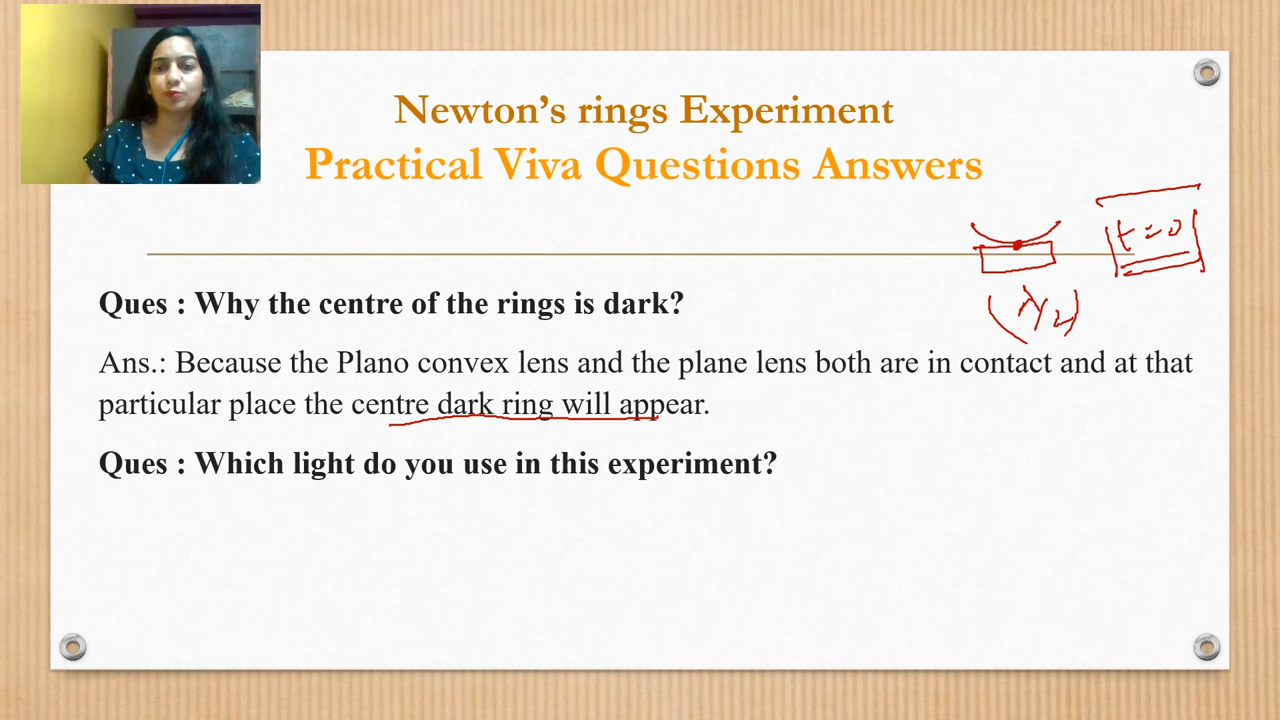 Newton's rings Experiment
Practical Viva Questions Answers
t=0
λ/2
Ques : Why the centre of the rings is dark?
Ans.: Because the Plano convex lens and the plane lens both are in contact and at that
particular place the centre dark ring will appear.
Ques : Which light do you use in this experiment?